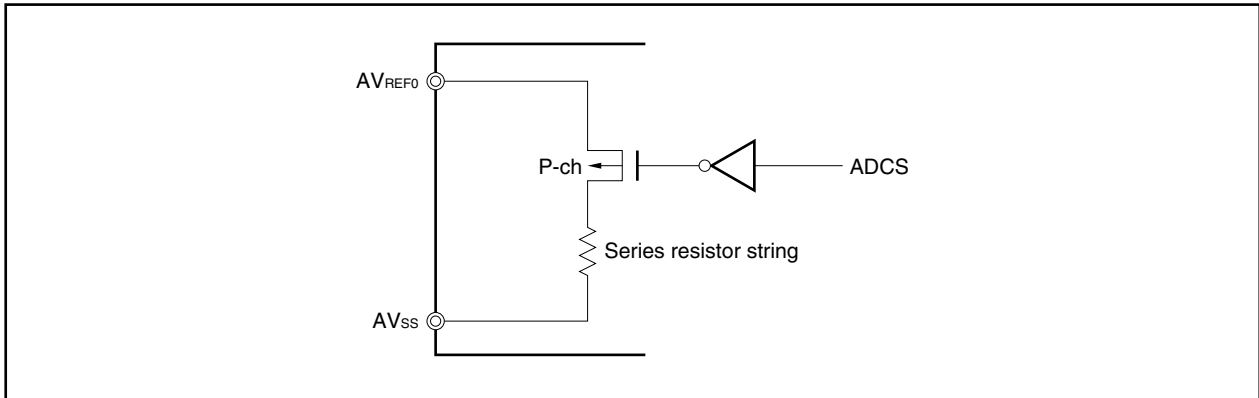 AVREF0
P-ch
ADCS
Series resistor string
AVSS